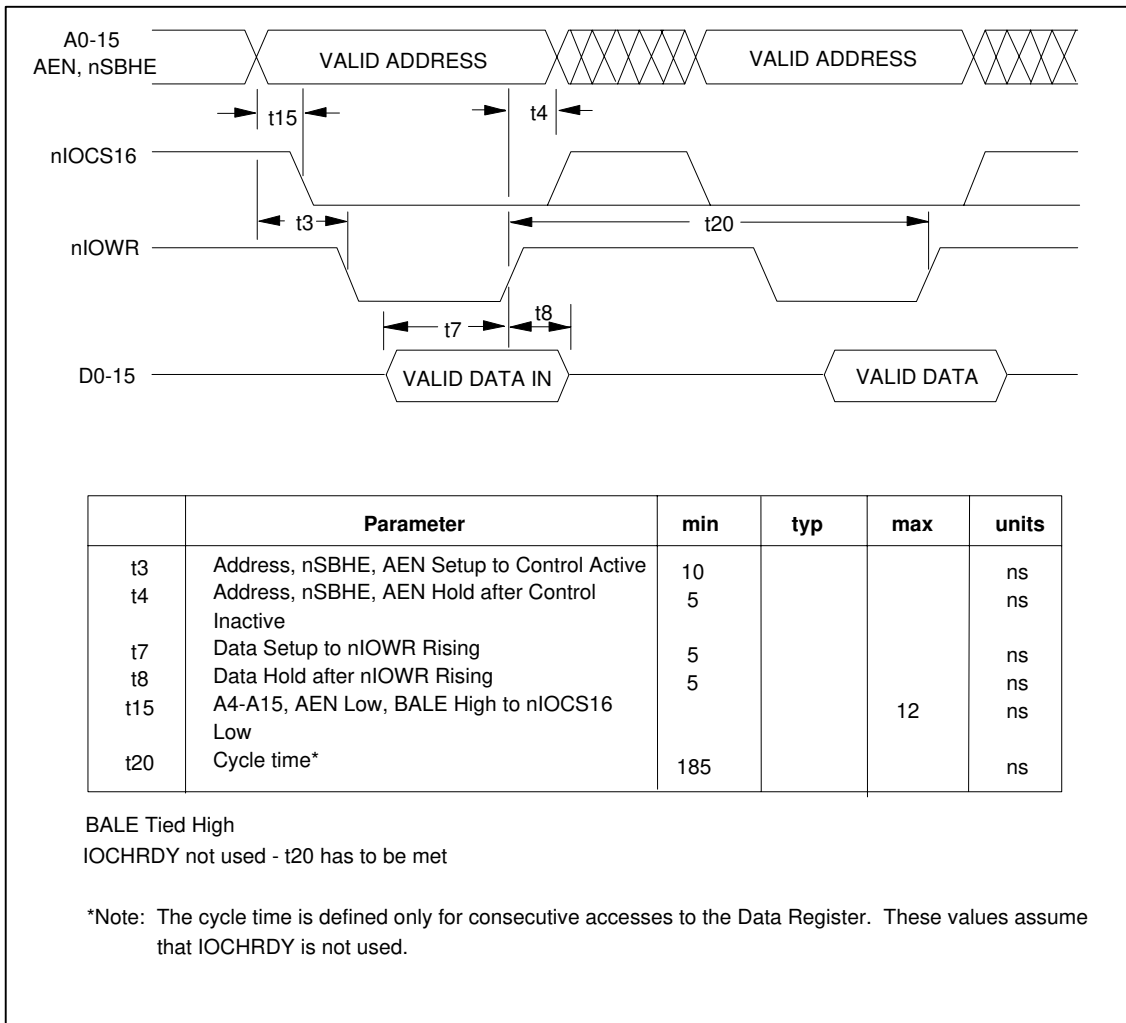 A0-15
AEN, nSBHE
VALID ADDRESS
VALID ADDRESS
t15
t4
nIOCS16
t3
t20
nIOWR
t7
t8
D0-15
VALID DATA IN
VALID DATA
Parameter min typ max units
t3 Address, nSBHE, AEN Setup to Control Active 10 ns
t4 Address, nSBHE, AEN Hold after Control 5 ns
Inactive
t7 Data Setup to nIOWR Rising 5 ns
t8 Data Hold after nIOWR Rising 5 ns
t15 A4-A15, AEN Low, BALE High to nIOCS16 12 ns
Low
t20 Cycle time* 185 ns
BALE Tied High
IOCHRDY not used - t20 has to be met
*Note: The cycle time is defined only for consecutive accesses to the Data Register. These values assume
that IOCHRDY is not used.